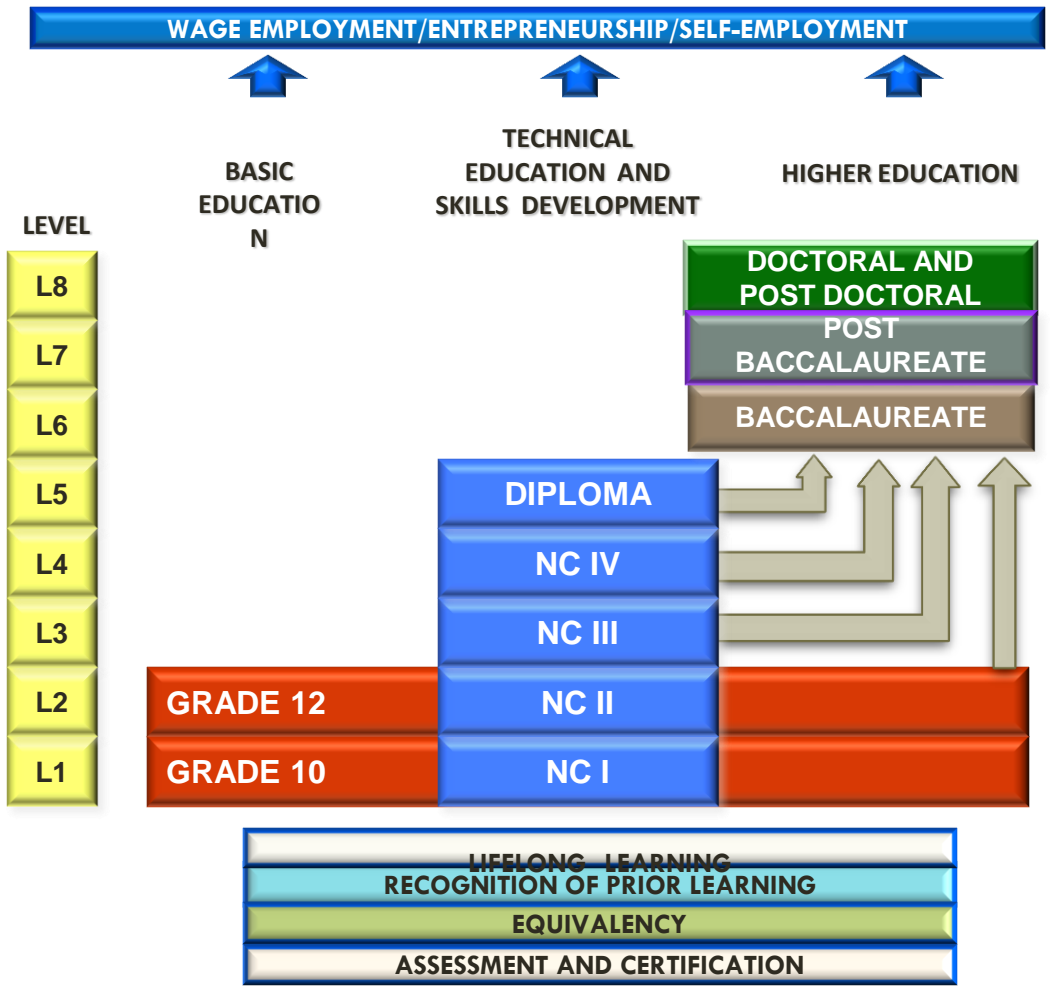 WAGE EMPLOYMENT/ENTREPRENEURSHIP/SELF-EMPLOYMENT
BASIC
EDUCATIO
N
TECHNICAL
EDUCATION AND
SKILLS DEVELOPMENT
HIGHER EDUCATION
LEVEL
L8
DOCTORAL AND
POST DOCTORAL
L7
POST
BACCALAUREATE
L6
BACCALAUREATE
L5
DIPLOMA
L4
NC IV
L3
NC III
L2
GRADE 12
NC II
L1
GRADE 10
NC I
LIFELONG LEARNING
RECOGNITION OF PRIOR LEARNING
EQUIVALENCY
ASSESSMENT AND CERTIFICATION